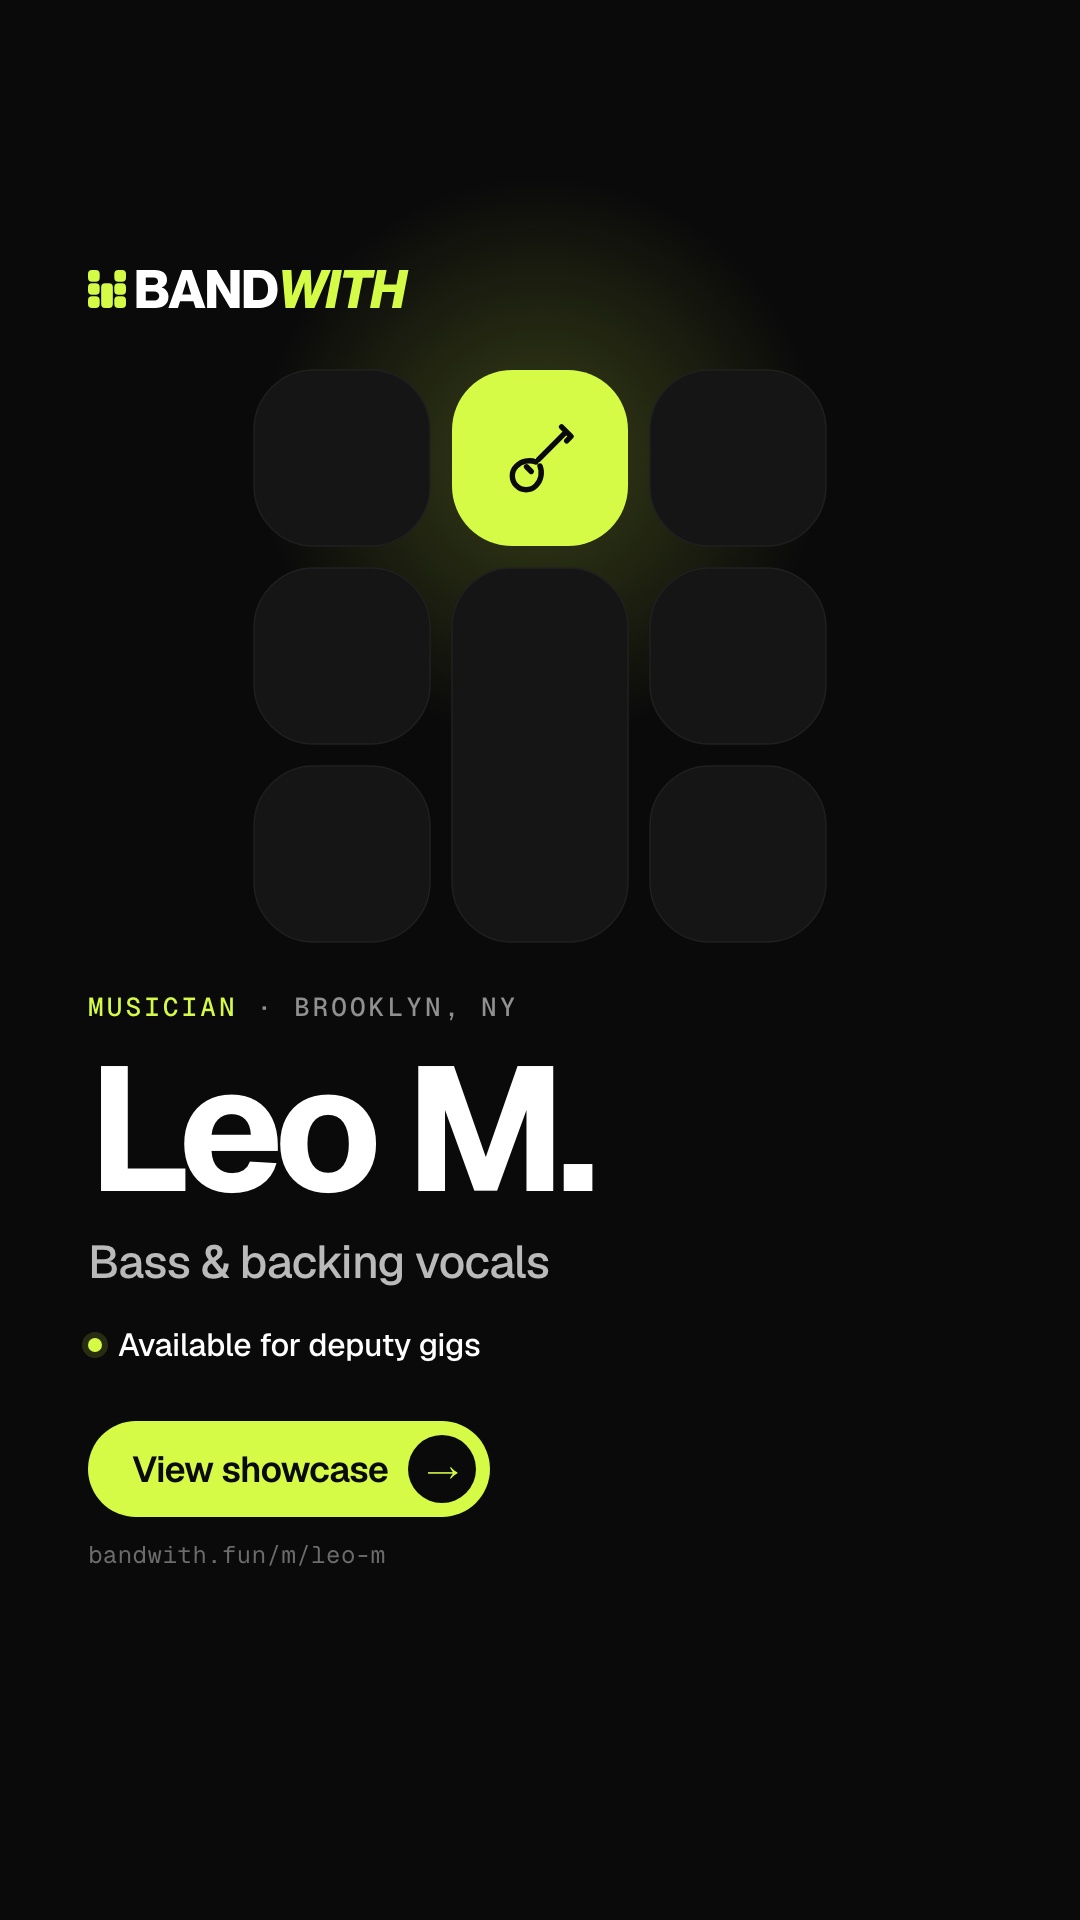 BANDWITH
MUSICIAN · BROOKLYN, NY
Leo M.
Bass & backing vocals
Available for deputy gigs
View showcase →
bandwith.fun/m/leo-m